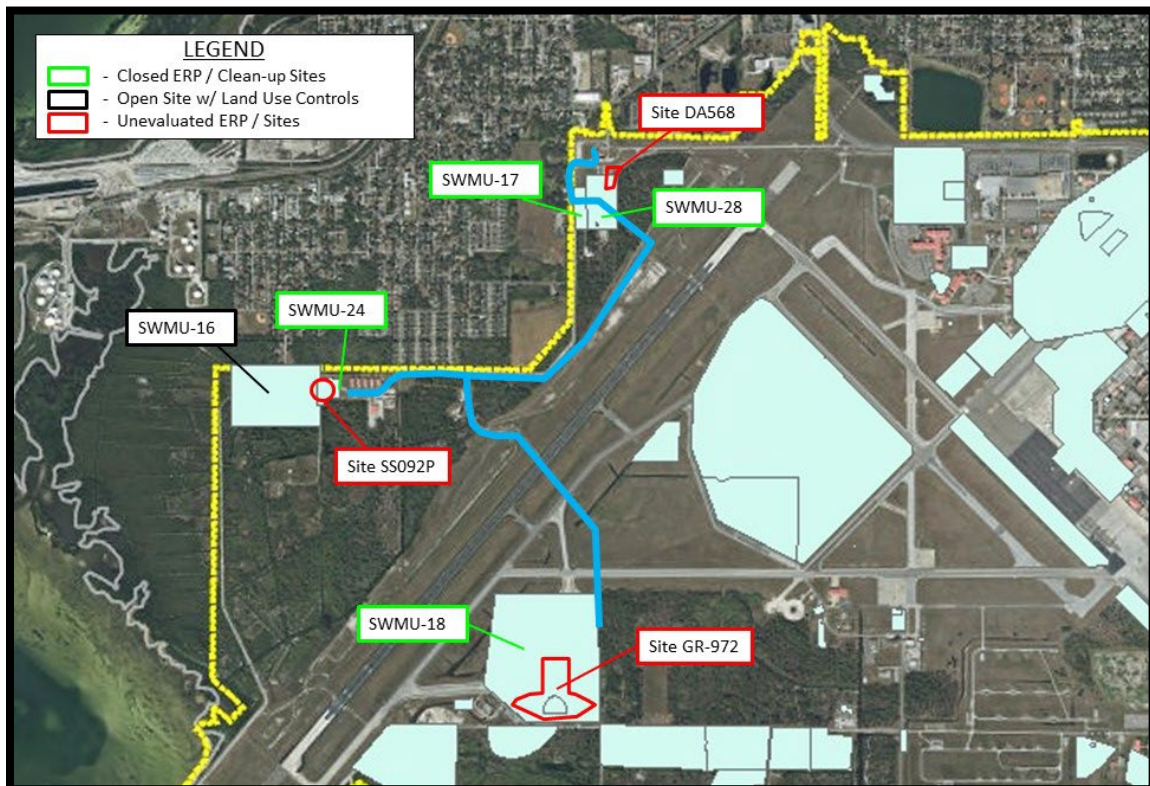 LEGEND
- Closed ERP / Clean-up Sites
- Open Site w/ Land Use Controls
- Unevaluated ERP / Sites
Site DA568
SWMU-17
SWMU-28
SWMU-24
SWMU-16
Site SS092P
SWMU-18
Site GR-972